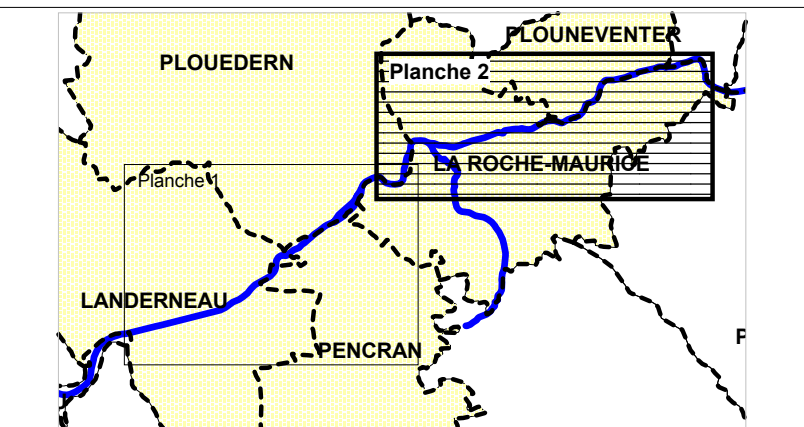 PLOUNEVENTER
PLOUEDERN
Planche 2
LA ROCHE-MAURICE
Planche 1
LANDERNEAU
PENCRAN